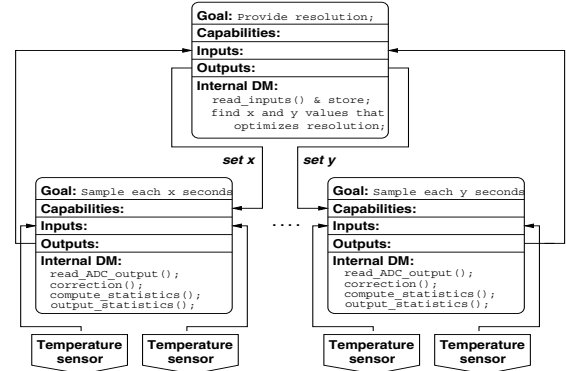 Goal: Provide resolution;
Capabilities:
Inputs:
Outputs:
Internal DM:
read_inputs() & store;
find x and y values that
optimizes resolution;
set x
set y
Goal: Sample each x seconds
Capabilities:
Inputs:
Outputs:
Internal DM:
read_ADC_output();
correction();
compute_statistics();
output_statistics();
. . . .
Goal: Sample each y seconds
Capabilities:
Inputs:
Outputs:
Internal DM:
read_ADC_output();
correction();
compute_statistics();
output_statistics();
Temperature
sensor
Temperature
sensor
Temperature
sensor
Temperature
sensor